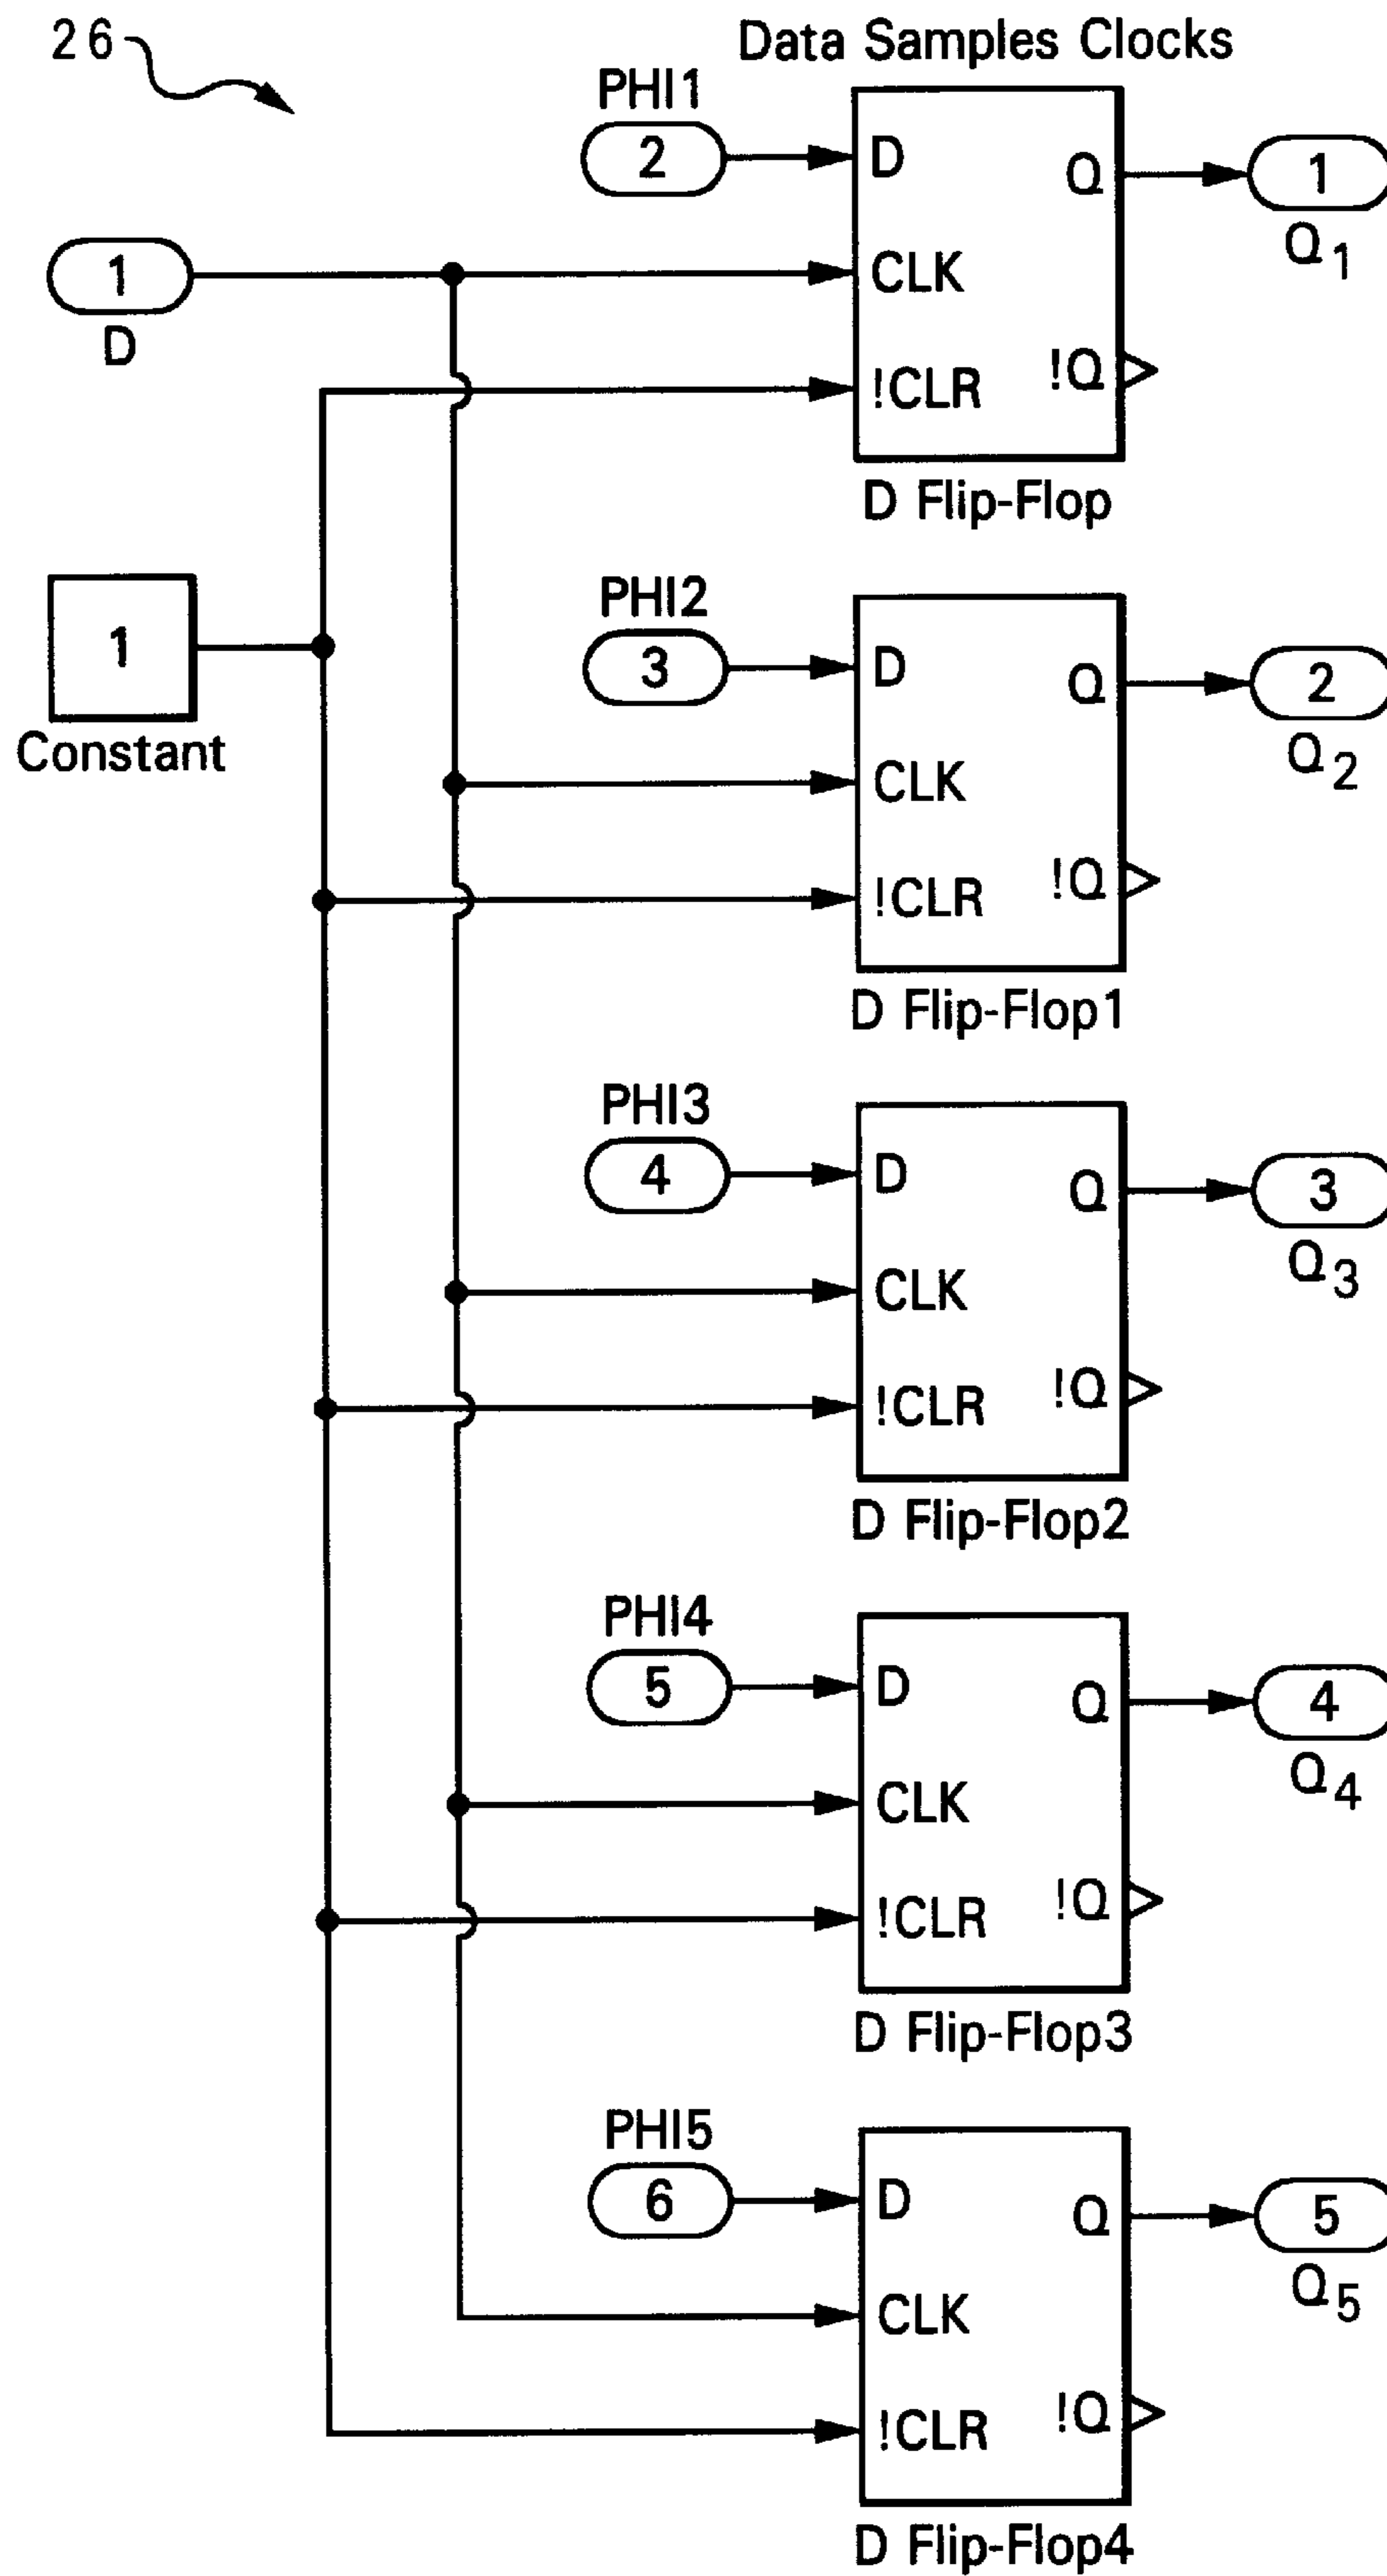 26
Data Samples Clocks
PHI1
2
D
Q
1
Q1
1
D
CLK
!CLR
!Q
D Flip-Flop
1
Constant
PHI2
3
D
Q
2
Q2
CLK
!CLR
!Q
D Flip-Flop1
PHI3
4
D
Q
3
Q3
CLK
!CLR
!Q
D Flip-Flop2
PHI4
5
D
Q
4
Q4
CLK
!CLR
!Q
D Flip-Flop3
PHI5
6
D
Q
5
Q5
CLK
!CLR
!Q
D Flip-Flop4